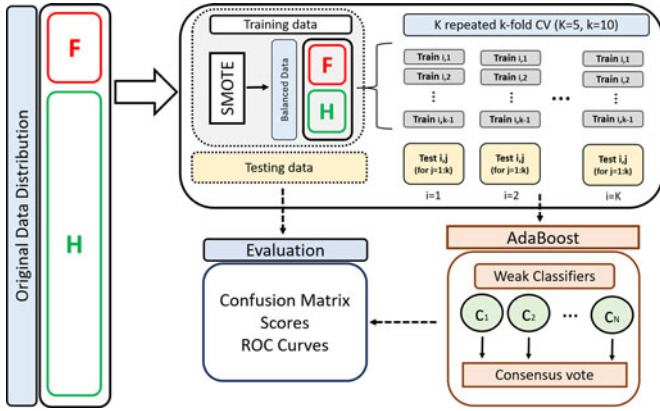 Original Data Distribution
F
H
Training data
SMOTE
Balanced Data
F
H
Testing data
K repeated k-fold CV (K=5, k=10)
Train i,1
Train i,1
Train i,1
Train i,2
Train i,2
Train i,2
Train i,k-1
Train i,k-1
Train i,k-1
Test i,j
(for j=1:k)
Test i,j
(for j=1:k)
Test i,j
(for j=1:k)
i=1
i=2
i=K
Evaluation
Confusion Matrix
Scores
ROC Curves
AdaBoost
Weak Classifiers
C1
C2
...
CN
Consensus vote